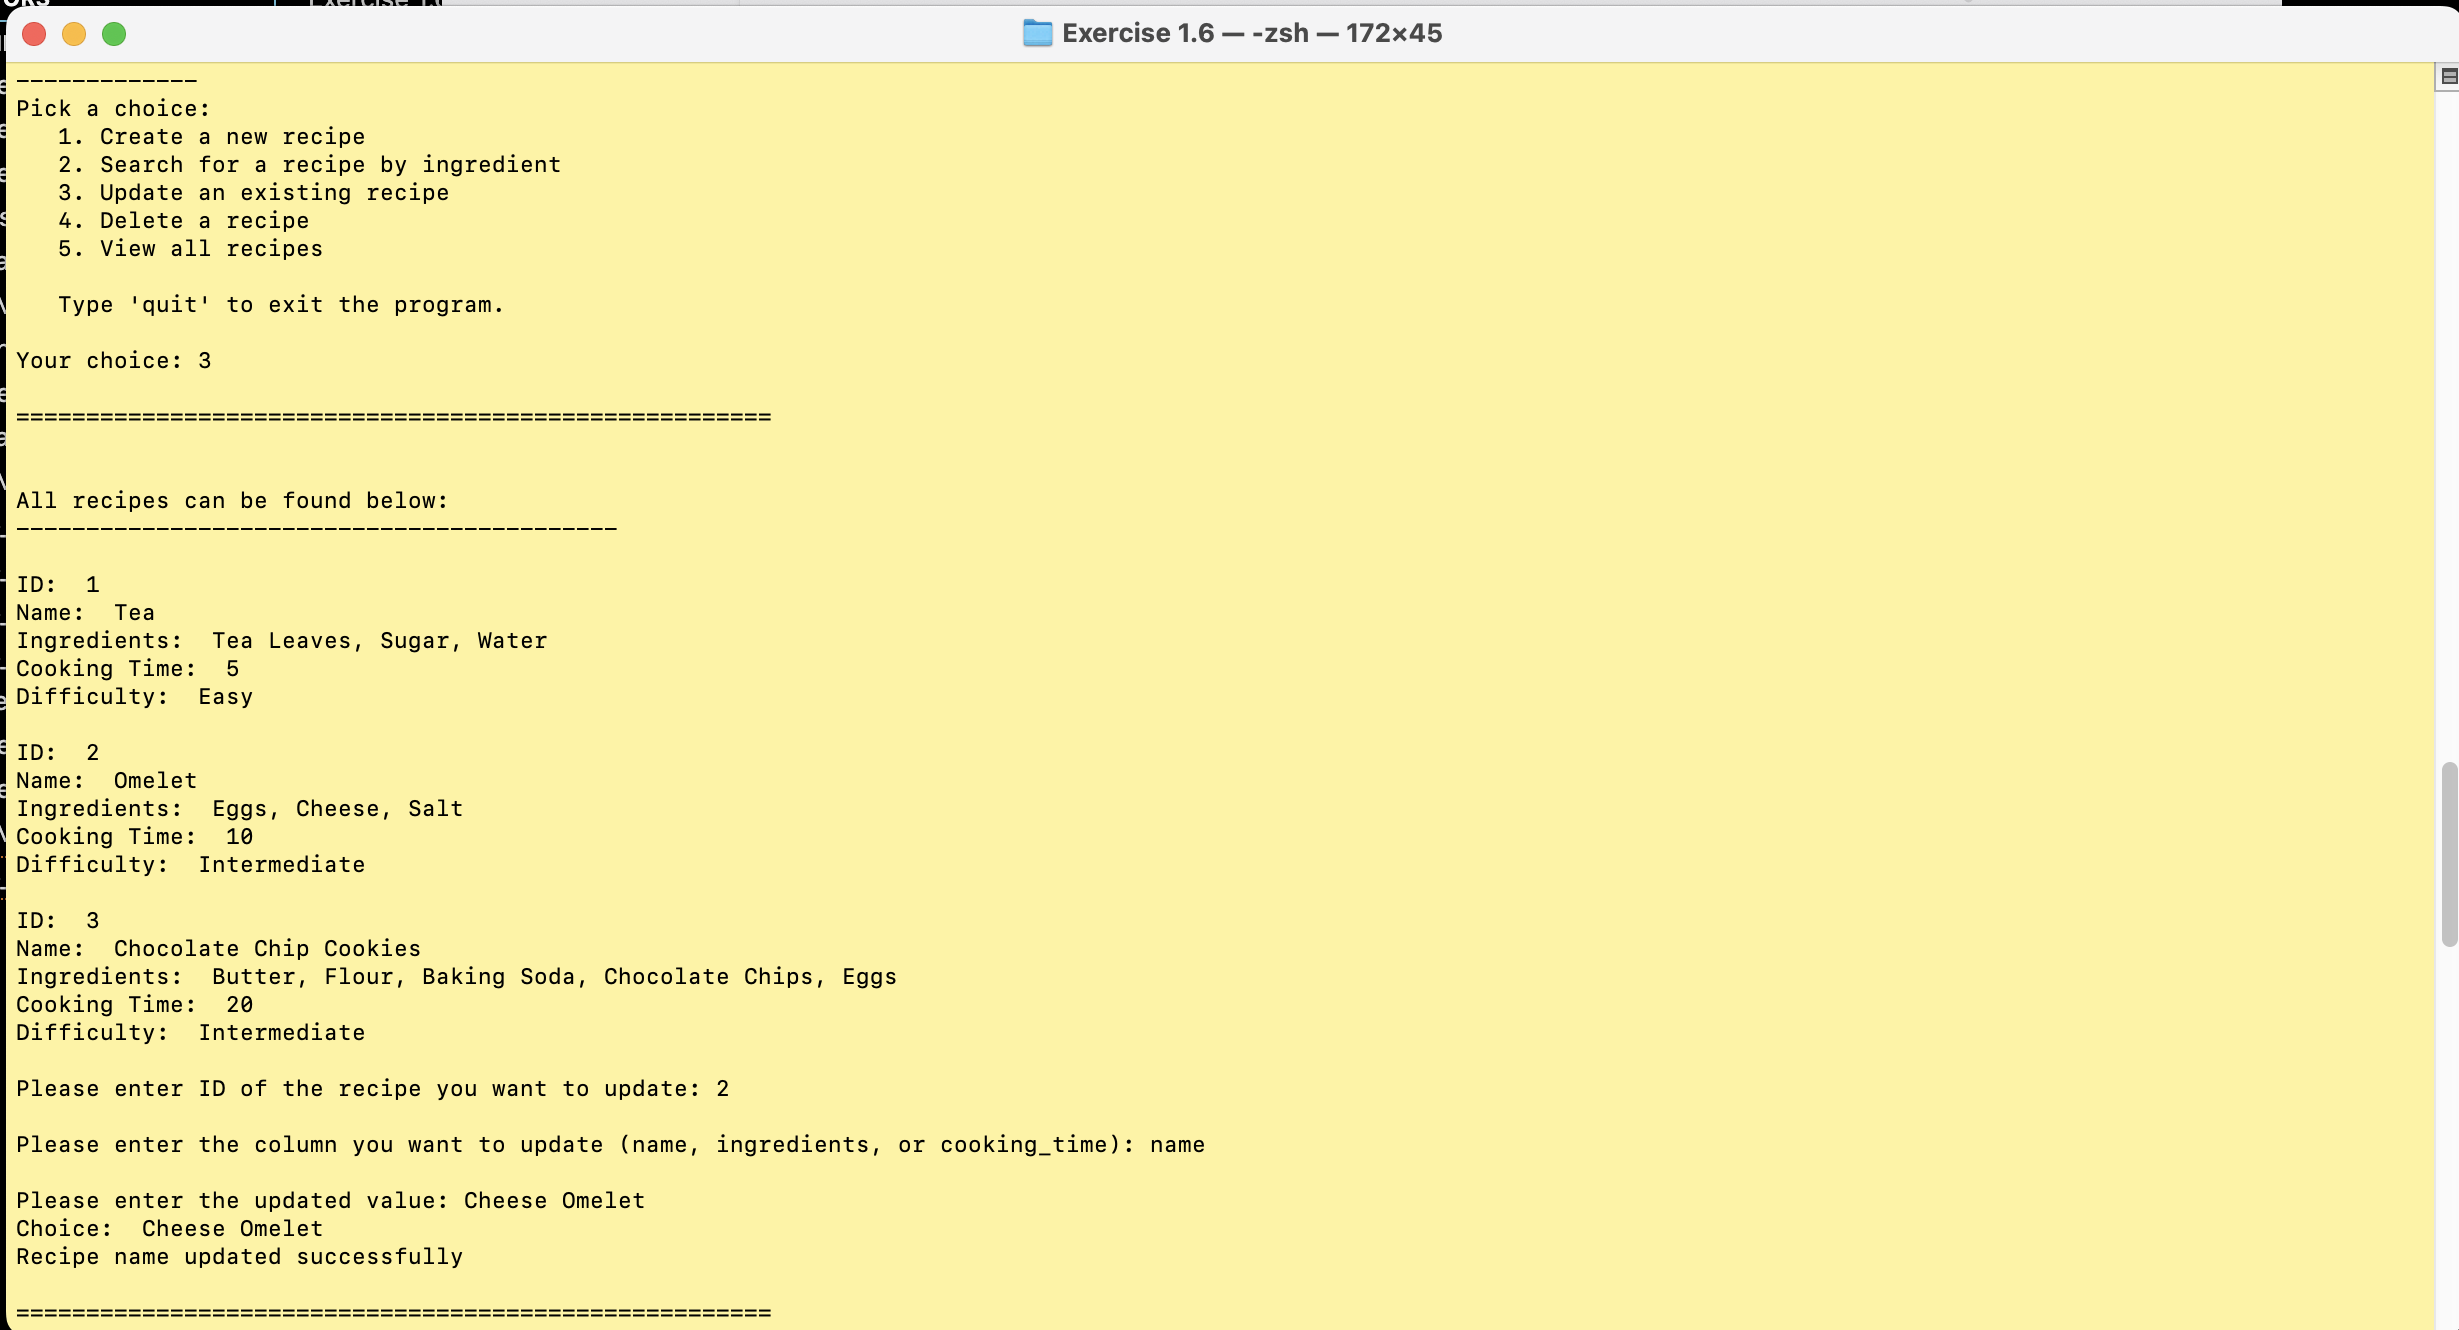 Exercise 1.6 — -zsh — 172×45
-------------
Pick a choice:
1. Create a new recipe
2. Search for a recipe by ingredient
3. Update an existing recipe
4. Delete a recipe
5. View all recipes
Type 'quit' to exit the program.
Your choice: 3
======================================================
All recipes can be found below:
-------------------------------------------
ID:  1
Name:  Tea
Ingredients:  Tea Leaves, Sugar, Water
Cooking Time:  5
Difficulty:  Easy
ID:  2
Name:  Omelet
Ingredients:  Eggs, Cheese, Salt
Cooking Time:  10
Difficulty:  Intermediate
ID:  3
Name:  Chocolate Chip Cookies
Ingredients:  Butter, Flour, Baking Soda, Chocolate Chips, Eggs
Cooking Time:  20
Difficulty:  Intermediate
Please enter ID of the recipe you want to update: 2
Please enter the column you want to update (name, ingredients, or cooking_time): name
Please enter the updated value: Cheese Omelet
Choice:  Cheese Omelet
Recipe name updated successfully
======================================================